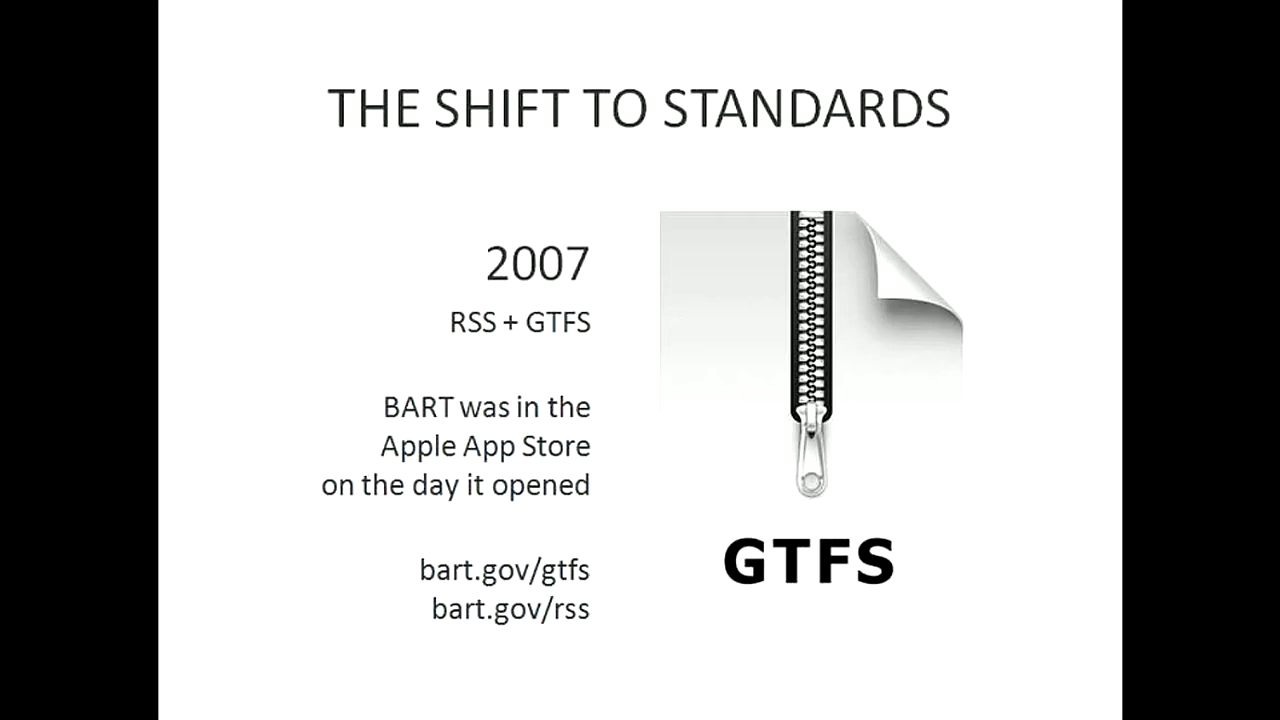 THE SHIFT TO STANDARDS
2007
RSS + GTFS
BART was in the
Apple App Store
on the day it opened
bart.gov/gtfs
bart.gov/rss
GTFS